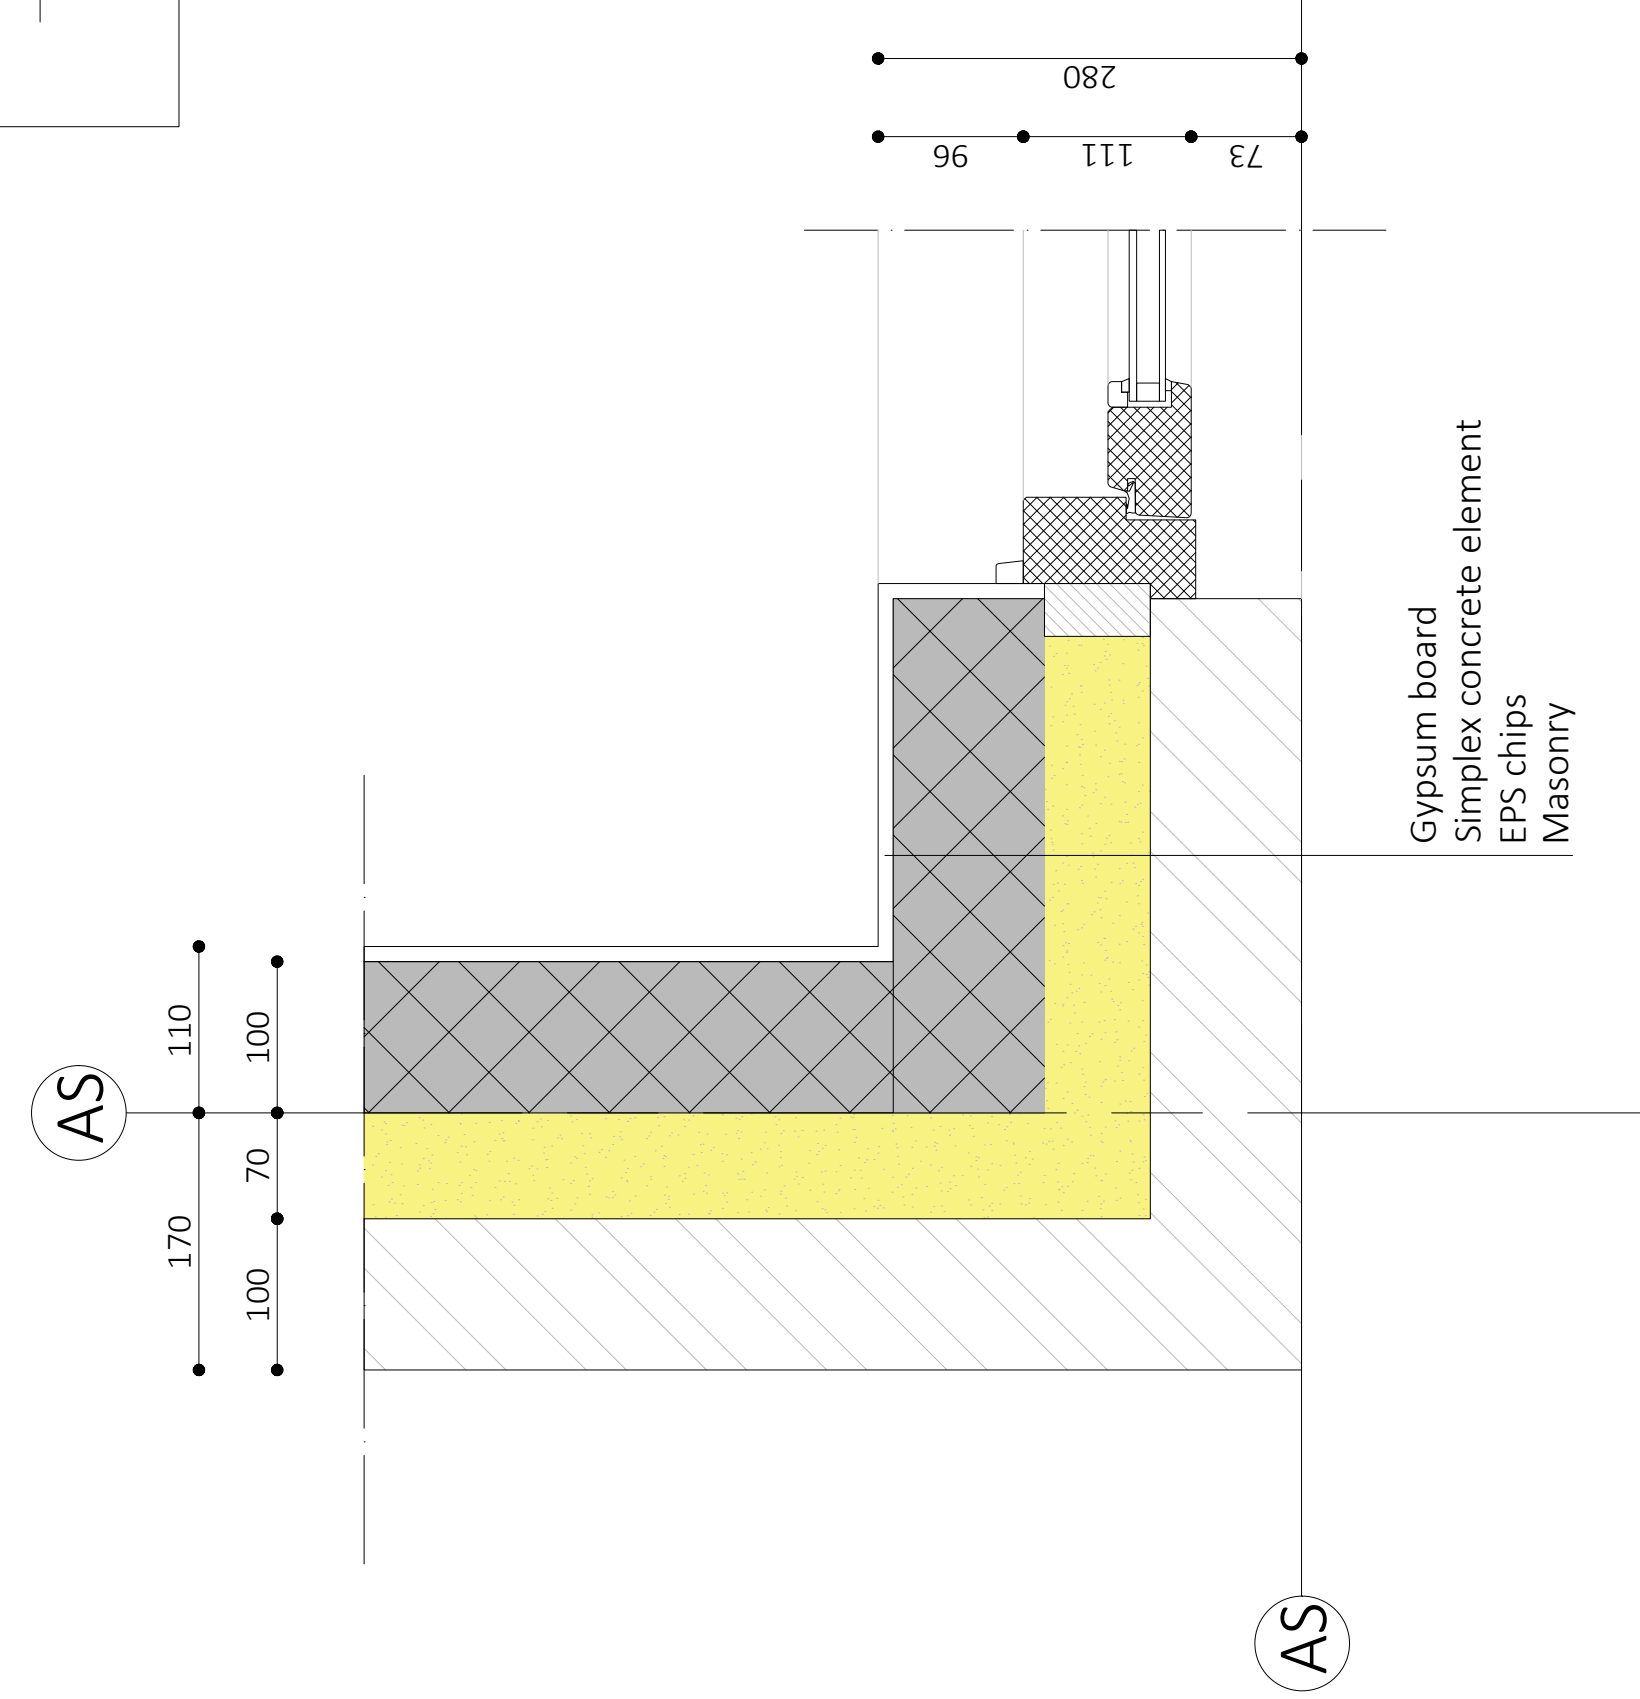 280
96
111
73
Gypsum board
Simplex concrete element
EPS chips
Masonry
110
100
AS
70
170
100
AS